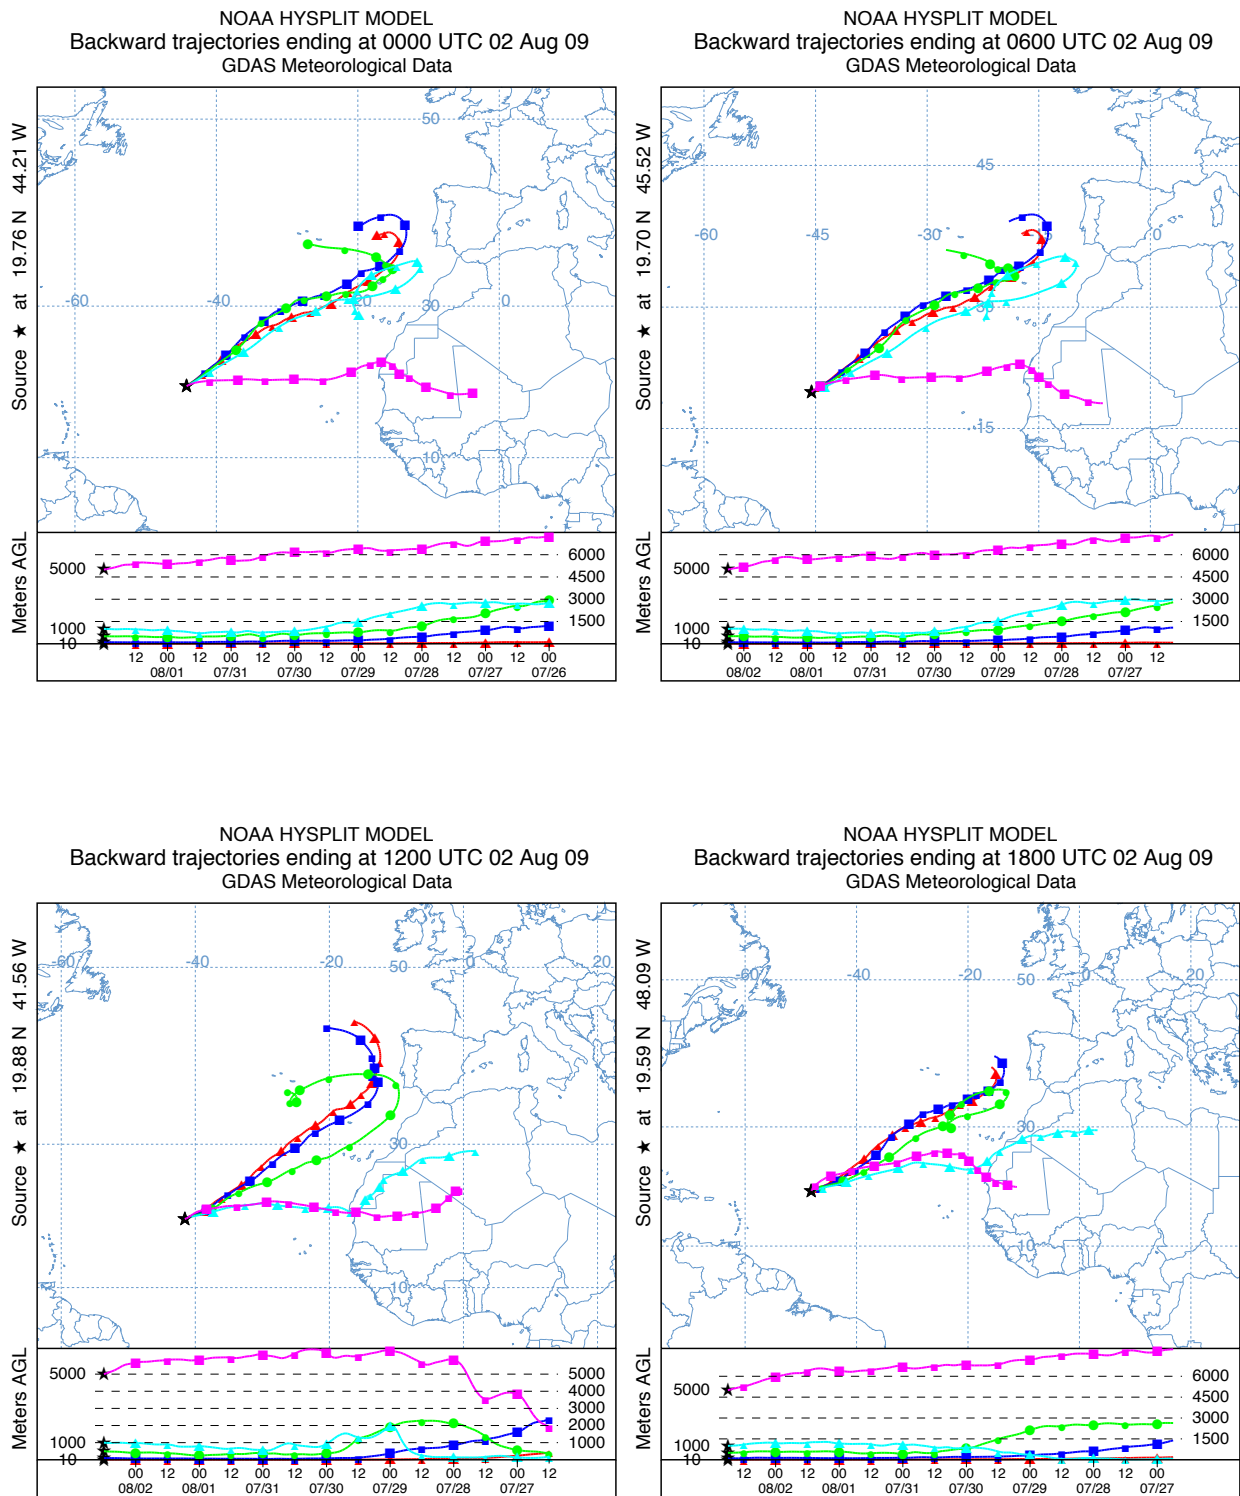 NOAA HYSPLIT MODEL
Backward trajectories ending at 0000 UTC 02 Aug 09
GDAS Meteorological Data
Source ★ at 19.76 N 44.21 W
50
-60
-40
-20
30
0
10
Meters AGL
5000
1000
10
6000
4500
3000
1500
12 00 12 00 12 00 12 00 12 00 12 00 12 00
08/01 07/31 07/30 07/29 07/28 07/27 07/26
NOAA HYSPLIT MODEL
Backward trajectories ending at 0600 UTC 02 Aug 09
GDAS Meteorological Data
Source ★ at 19.70 N 45.52 W
45
-60
-45
-30
0
30
-15
Meters AGL
5000
1000
10
6000
4500
3000
1500
00 12 00 12 00 12 00 12 00 12 00 12 00 12
08/02 08/01 07/31 07/30 07/29 07/28 07/27
NOAA HYSPLIT MODEL
Backward trajectories ending at 1200 UTC 02 Aug 09
GDAS Meteorological Data
Source ★ at 19.88 N 41.56 W
-60
-40
-20
50
0
20
30
10
Meters AGL
5000
1000
10
5000
4000
3000
2000
1000
00 12 00 12 00 12 00 12 00 12 00 12 00 12
08/02 08/01 07/31 07/30 07/29 07/28 07/27
NOAA HYSPLIT MODEL
Backward trajectories ending at 1800 UTC 02 Aug 09
GDAS Meteorological Data
Source ★ at 19.59 N 48.09 W
-60
-40
-20
50
0
20
30
10
Meters AGL
5000
1000
10
6000
4500
3000
1500
12 00 12 00 12 00 12 00 12 00 12 00 12 00
08/02 08/01 07/31 07/30 07/29 07/28 07/27